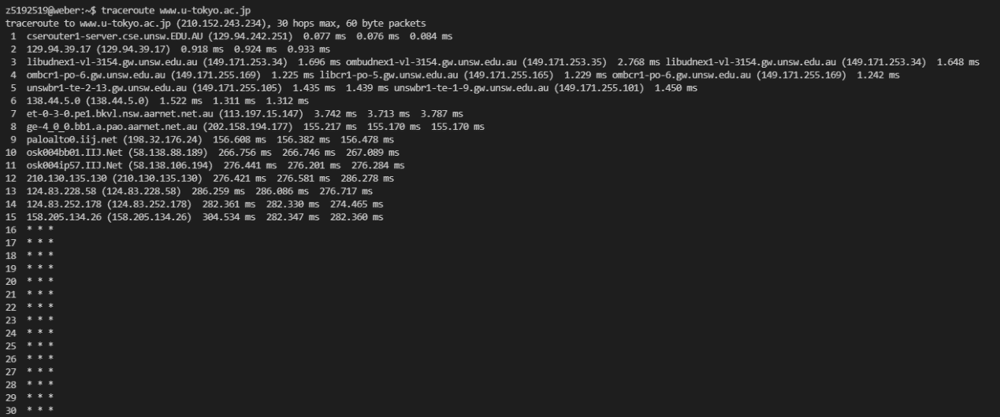 z5192519@weber:~$ traceroute www.u-tokyo.ac.jp
traceroute to www.u-tokyo.ac.jp (210.152.243.234), 30 hops max, 60 byte packets
 1  cserouter1-server.cse.unsw.EDU.AU (129.94.242.251)  0.077 ms  0.076 ms  0.084 ms
 2  129.94.39.17 (129.94.39.17)  0.918 ms  0.924 ms  0.933 ms
 3  libudnex1-vl-3154.gw.unsw.edu.au (149.171.253.34)  1.696 ms ombudnex1-vl-3154.gw.unsw.edu.au (149.171.253.35)  2.768 ms libudnex1-vl-3154.gw.unsw.edu.au (149.171.253.34)  1.648 ms
 4  ombcr1-po-6.gw.unsw.edu.au (149.171.255.169)  1.225 ms libcr1-po-5.gw.unsw.edu.au (149.171.255.165)  1.229 ms ombcr1-po-6.gw.unsw.edu.au (149.171.255.169)  1.242 ms
 5  unswbr1-te-2-13.gw.unsw.edu.au (149.171.255.105)  1.435 ms  1.439 ms unswbr1-te-1-9.gw.unsw.edu.au (149.171.255.101)  1.450 ms
 6  138.44.5.0 (138.44.5.0)  1.522 ms  1.311 ms  1.312 ms
 7  et-0-3-0.pe1.bkvl.nsw.aarnet.net.au (113.197.15.147)  3.742 ms  3.713 ms  3.787 ms
 8  ge-4_0_0.bb1.a.pao.aarnet.net.au (202.158.194.177)  155.217 ms  155.170 ms  155.170 ms
 9  paloalto0.iij.net (198.32.176.24)  156.608 ms  156.382 ms  156.478 ms
10  osk004bb01.IIJ.Net (58.138.88.189)  266.756 ms  266.746 ms  267.089 ms
11  osk004ip57.IIJ.Net (58.138.106.194)  276.441 ms  276.201 ms  276.284 ms
12  210.130.135.130 (210.130.135.130)  276.421 ms  276.581 ms  286.278 ms
13  124.83.228.58 (124.83.228.58)  286.259 ms  286.086 ms  276.717 ms
14  124.83.252.178 (124.83.252.178)  282.361 ms  282.330 ms  274.465 ms
15  158.205.134.26 (158.205.134.26)  304.534 ms  282.347 ms  282.360 ms
16  * * *
17  * * *
18  * * *
19  * * *
20  * * *
21  * * *
22  * * *
23  * * *
24  * * *
25  * * *
26  * * *
27  * * *
28  * * *
29  * * *
30  * * *